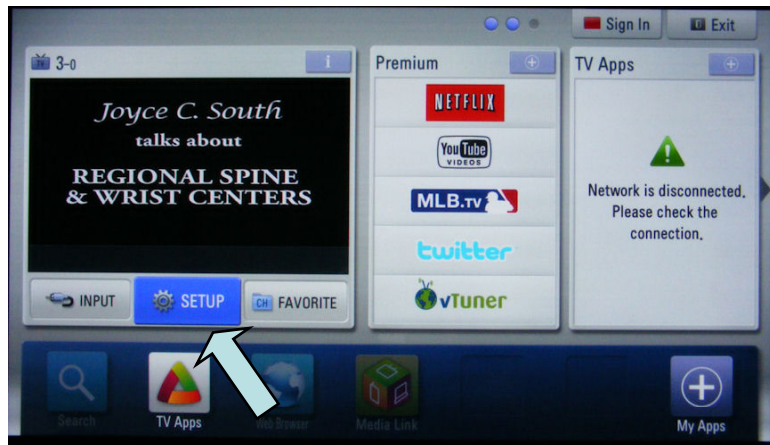 Sign In
Exit
3-0
i
Premium
TV Apps
Joyce C. South
talks about
REGIONAL SPINE
& WRIST CENTERS
NETFLIX
You Tube
VIDEOS
MLB.TV
twitter
vTuner
Network is disconnected.
Please check the
connection.
INPUT
SETUP
CH FAVORITE
Search
TV Apps
Web Browser
Media Link
My Apps